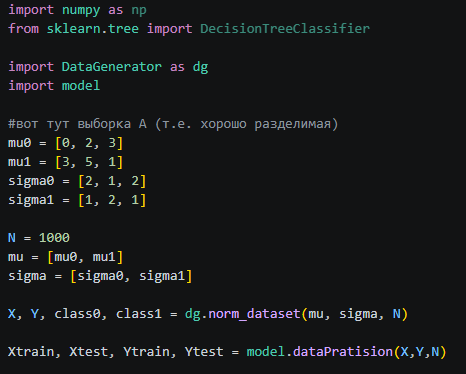 import numpy as np
from sklearn.tree import DecisionTreeClassifier
import DataGenerator as dg
import model
#вот тут выборка А (т.е. хорошо разделимая)
mu0 = [0, 2, 3]
mu1 = [3, 5, 1]
sigma0 = [2, 1, 2]
sigma1 = [1, 2, 1]
N = 1000
mu = [mu0, mu1]
sigma = [sigma0, sigma1]
X, Y, class0, class1 = dg.norm_dataset(mu, sigma, N)
Xtrain, Xtest, Ytrain, Ytest = model.dataPratision(X,Y,N)